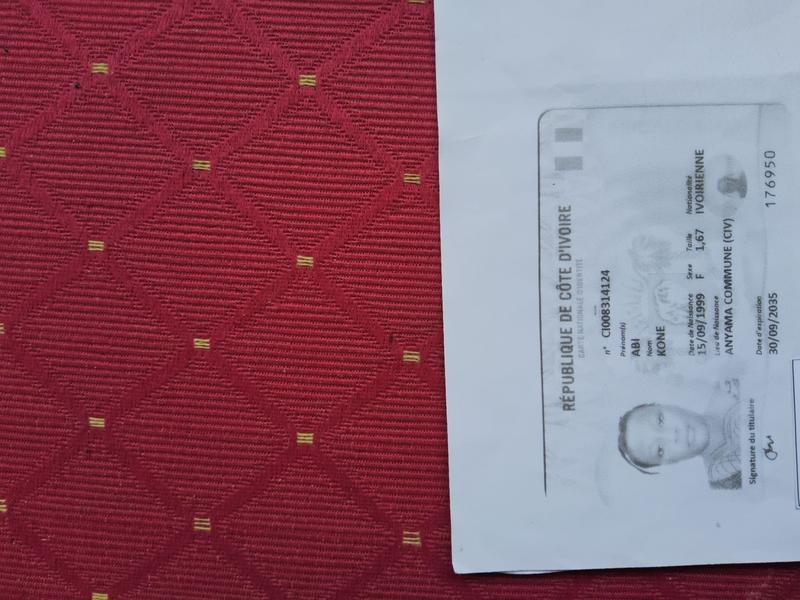 RÉPUBLIQUE DE CÔTE D'IVOIRE
CARTE NATIONALE D'IDENTITÉ
n° CI008314124
Prénom(s)
ABI
Nom
KONE
Date de Naissance Sexe Taille Nationalité
15/09/1999 F 1,67 IVOIRIENNE
Lieu de Naissance
ANYAMA COMMUNE (CIV)
Signature du titulaire
Date d'expiration
30/09/2035
176950